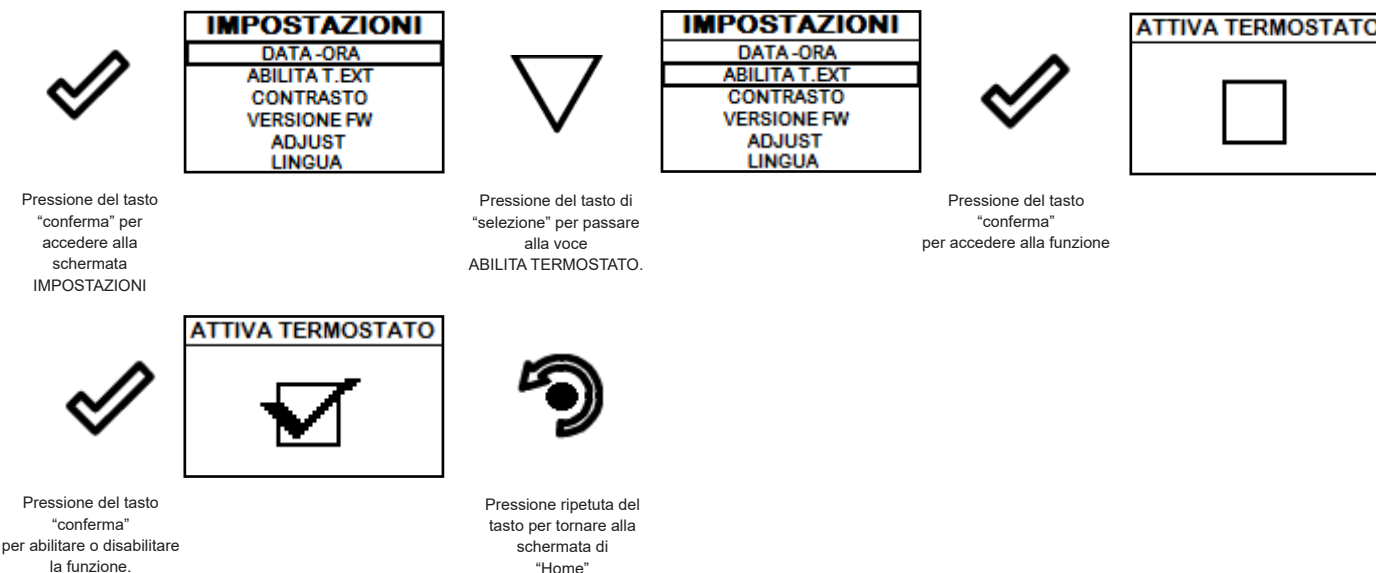 IMPOSTAZIONI
DATA-ORA
ABILITA T.EXT
CONTRASTO
VERSIONE FW
ADJUST
LINGUA
IMPOSTAZIONI
DATA-ORA
ABILITA T.EXT
CONTRASTO
VERSIONE FW
ADJUST
LINGUA
ATTIVA TERMOSTATO
Pressione del tasto
“conferma” per
accedere alla
schermata
IMPOSTAZIONI
Pressione del tasto di
“selezione” per passare
alla voce
ABILITA TERMOSTATO.
Pressione del tasto
“conferma”
per accedere alla funzione
ATTIVA TERMOSTATO
Pressione del tasto
“conferma”
per abilitare o disabilitare
la funzione.
Pressione ripetuta del
tasto per tornare alla
schermata di
“Home”